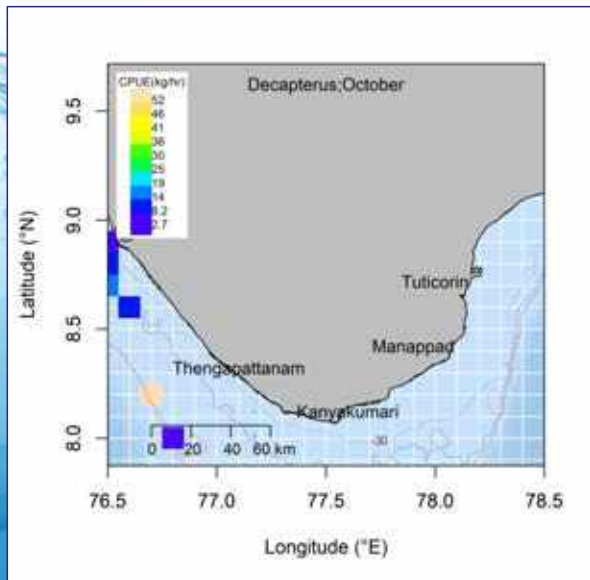 Decapterus;October
CPUE(kg/hr)
52
46
41
36
30
25
19
14
8.2
2.7
9.5
9.0
8.5
8.0
Latitude (°N)
Tuticorin
Manappad
Thengapattanam
Kanyakumari
-30
0 20 40 60 km
76.5 77.0 77.5 78.0 78.5
Longitude (°E)